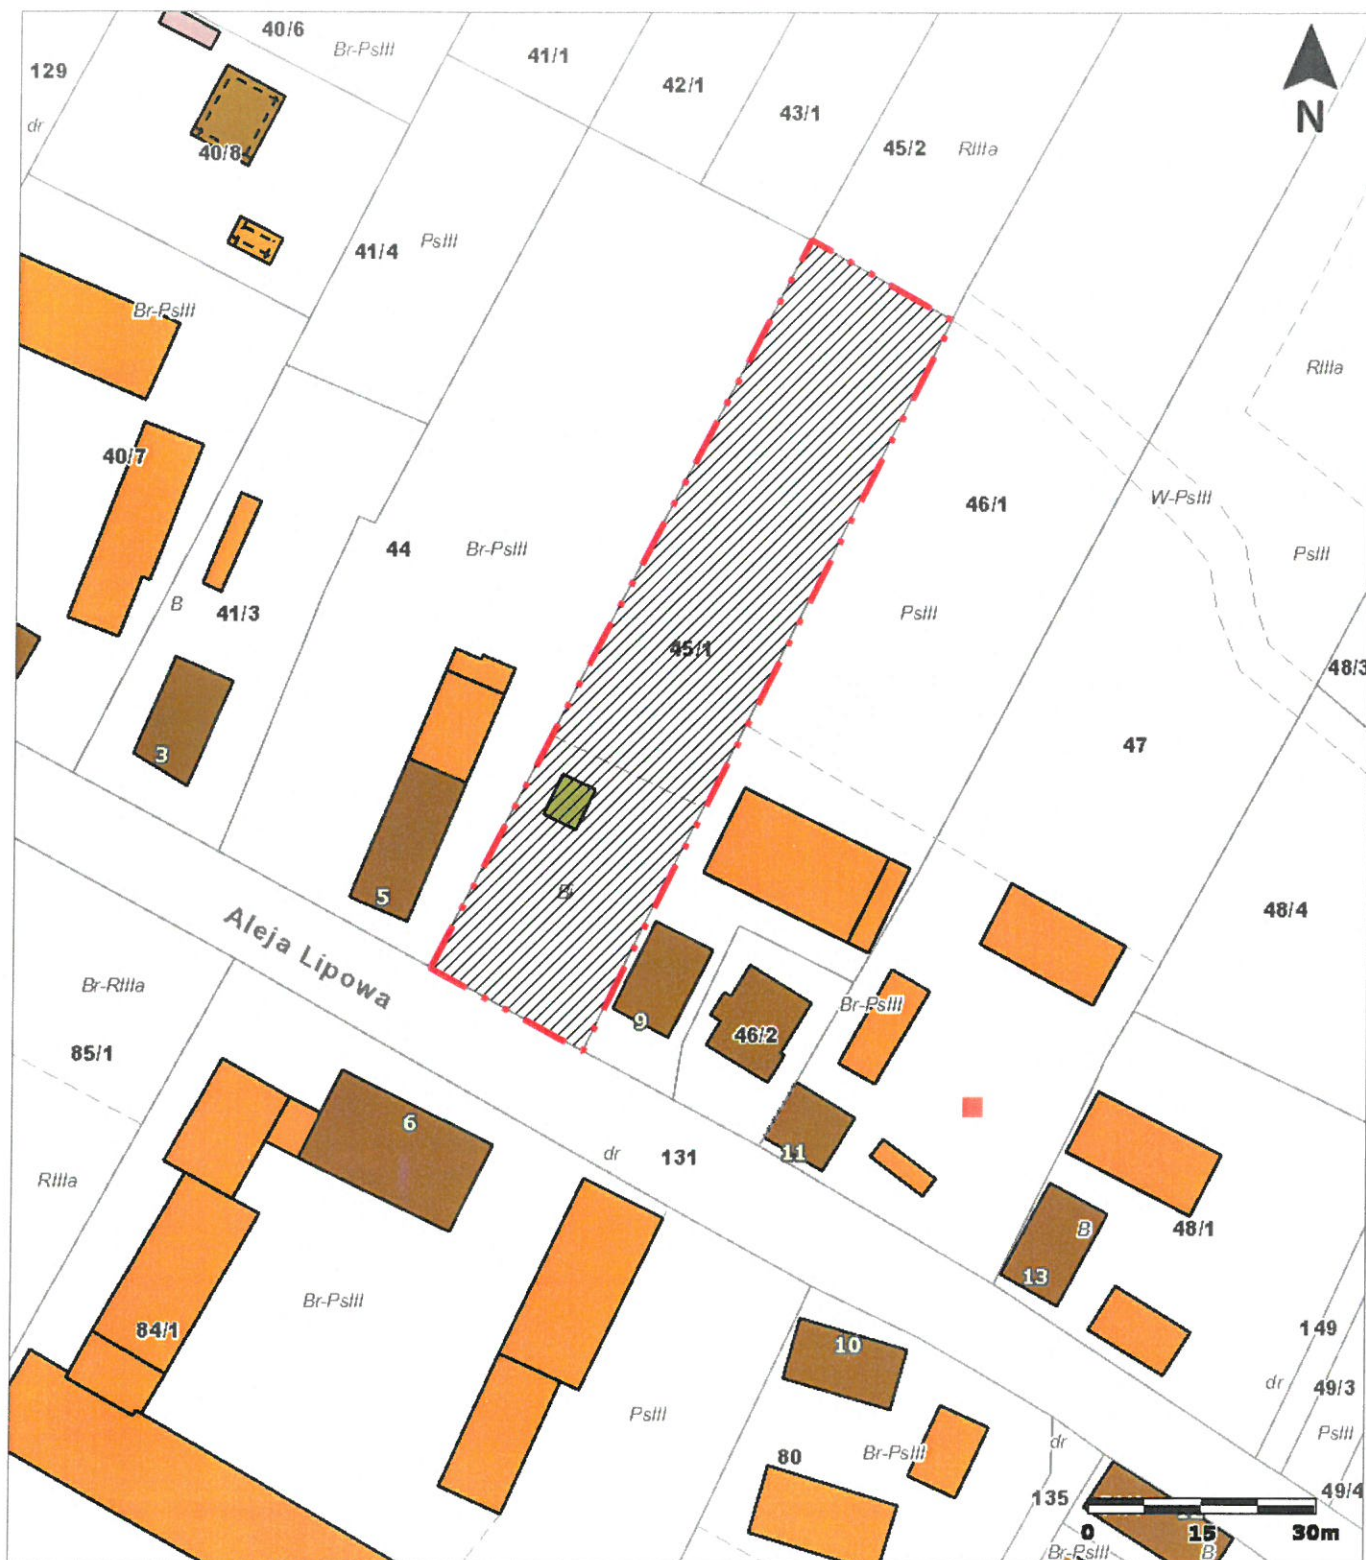 40/6
Br-PsIII
41/1
42/1
43/1
129
dr
40/8
45/2
RIIIa
N
41/4
PsIII
Br-PsIII
RIIIa
40/7
46/1
W-PsIII
44
Br-PsIII
PsIII
B
41/3
PsIII
45/1
48/3
3
47
5
Bi
48/4
Aleja Lipowa
Br-RIIIa
Br-PsIII
9
46/2
85/1
6
dr
131
11
RIIIa
B
48/1
13
Br-PsIII
84/1
10
149
dr
49/3
PsIII
PsIII
Br-PsIII
dr
80
135
49/4
0 15 30m
Br-PsIII
B